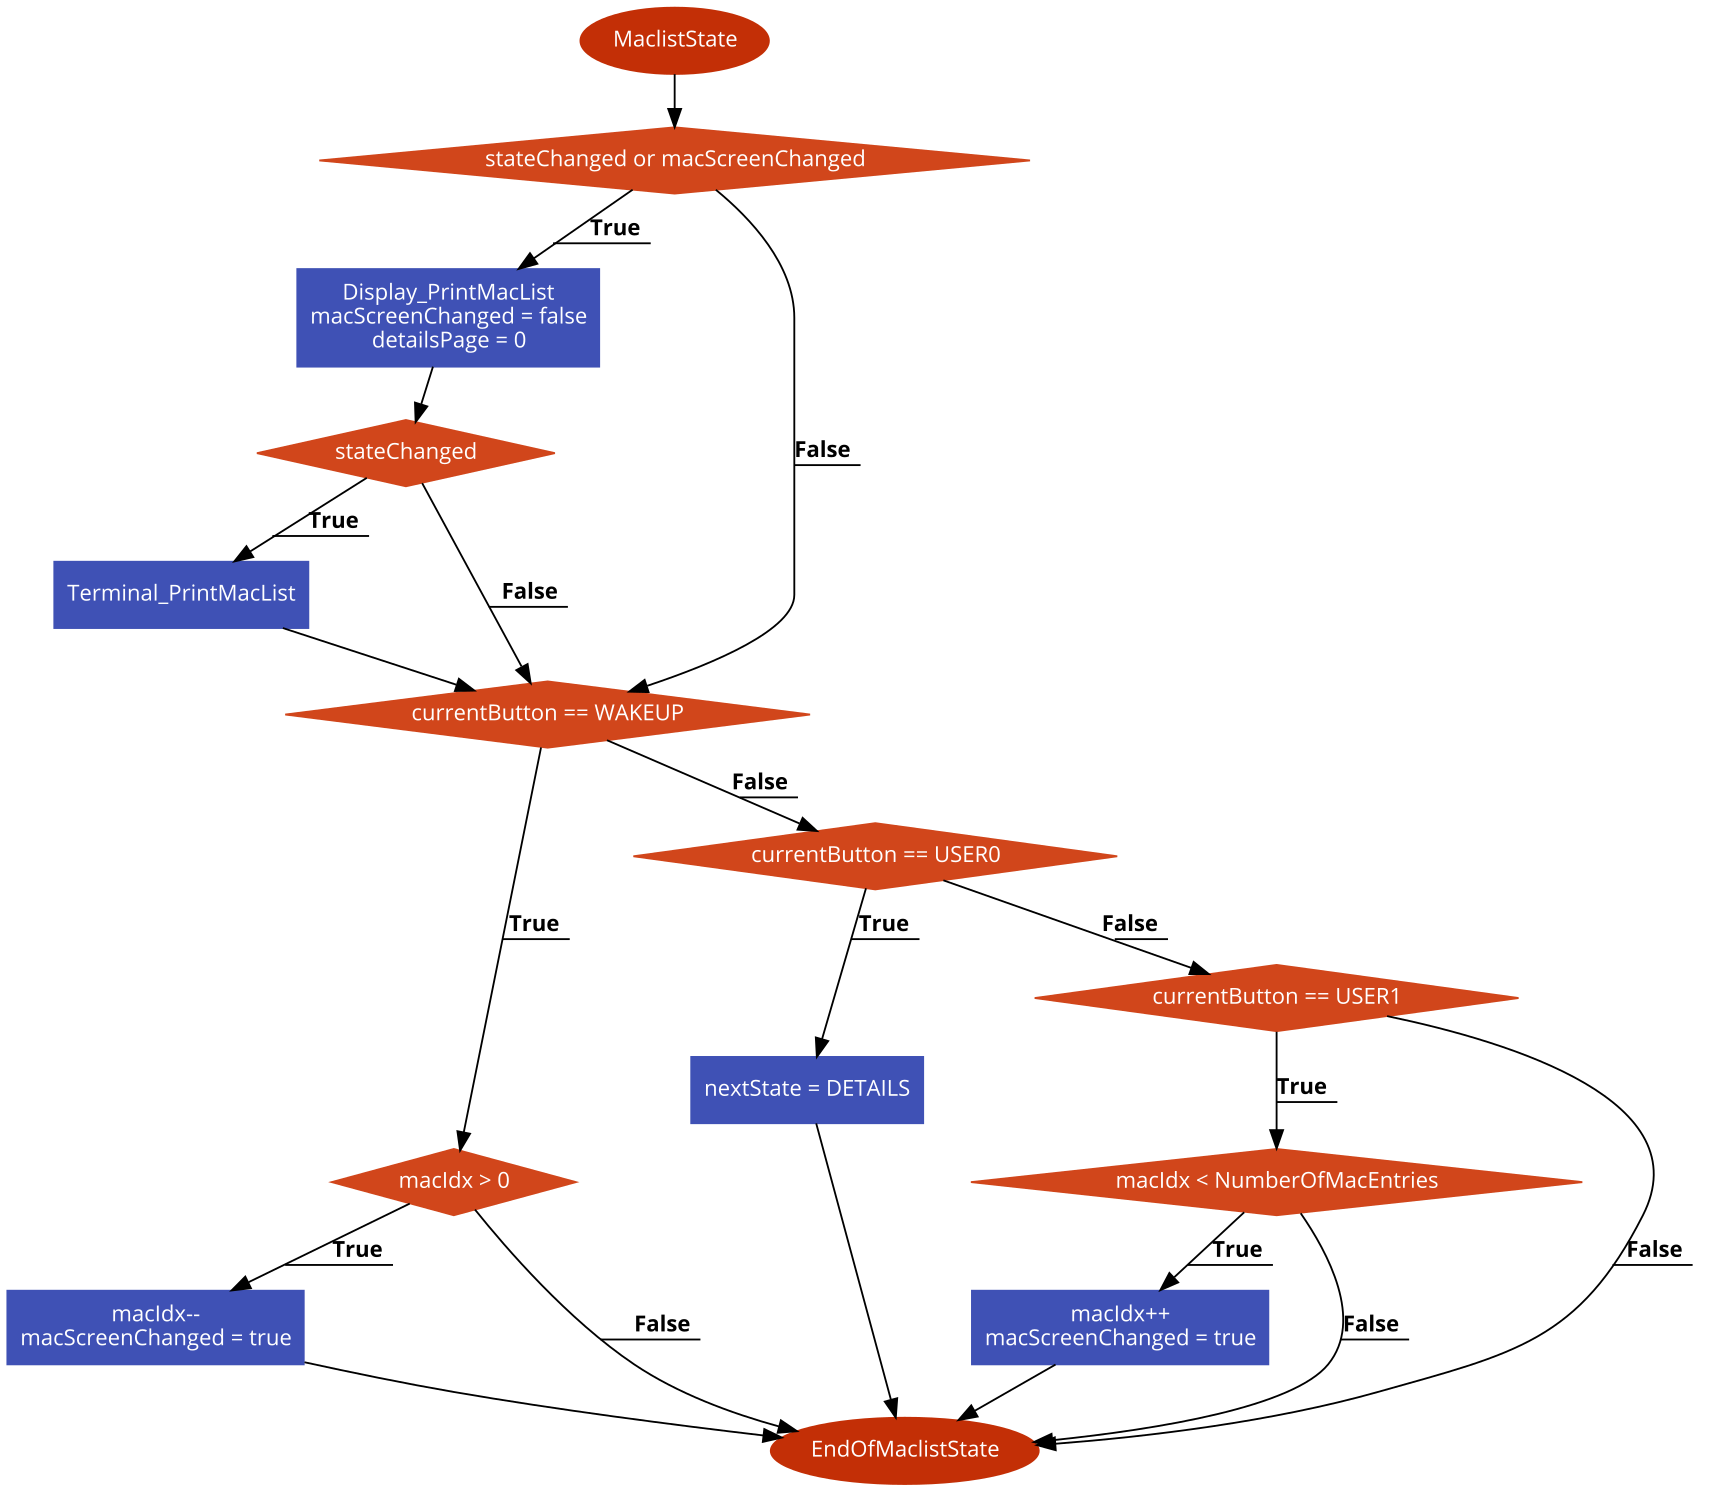 MaclistState
stateChanged or macScreenChanged
True
Display_PrintMacList
macScreenChanged = false
detailsPage = 0
stateChanged
False
True
Terminal_PrintMacList
False
currentButton == WAKEUP
False
currentButton == USER0
True
True
False
currentButton == USER1
nextState = DETAILS
True
macIdx > 0
macIdx < NumberOfMacEntries
True
True
False
macIdx--
macScreenChanged = true
False
macIdx++
macScreenChanged = true
False
EndOfMaclistState